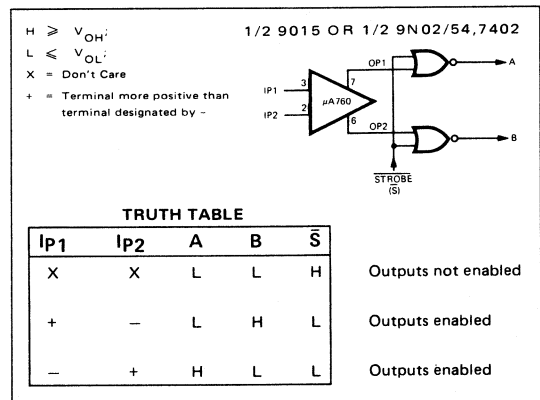 H ⩾ VOH;
L ⩽ VOL;
X = Don't Care
+ = Terminal more positive than
terminal designated by –
1/2 9015 OR 1/2 9N02/54,7402
IP1
3
IP2
2
μA760
7
OP1
6
OP2
A
B
STROBE
(S̄)
TRUTH TABLE
IP1 IP2 A B S̄
X X L L H Outputs not enabled
+ – L H L Outputs enabled
– + H L L Outputs enabled